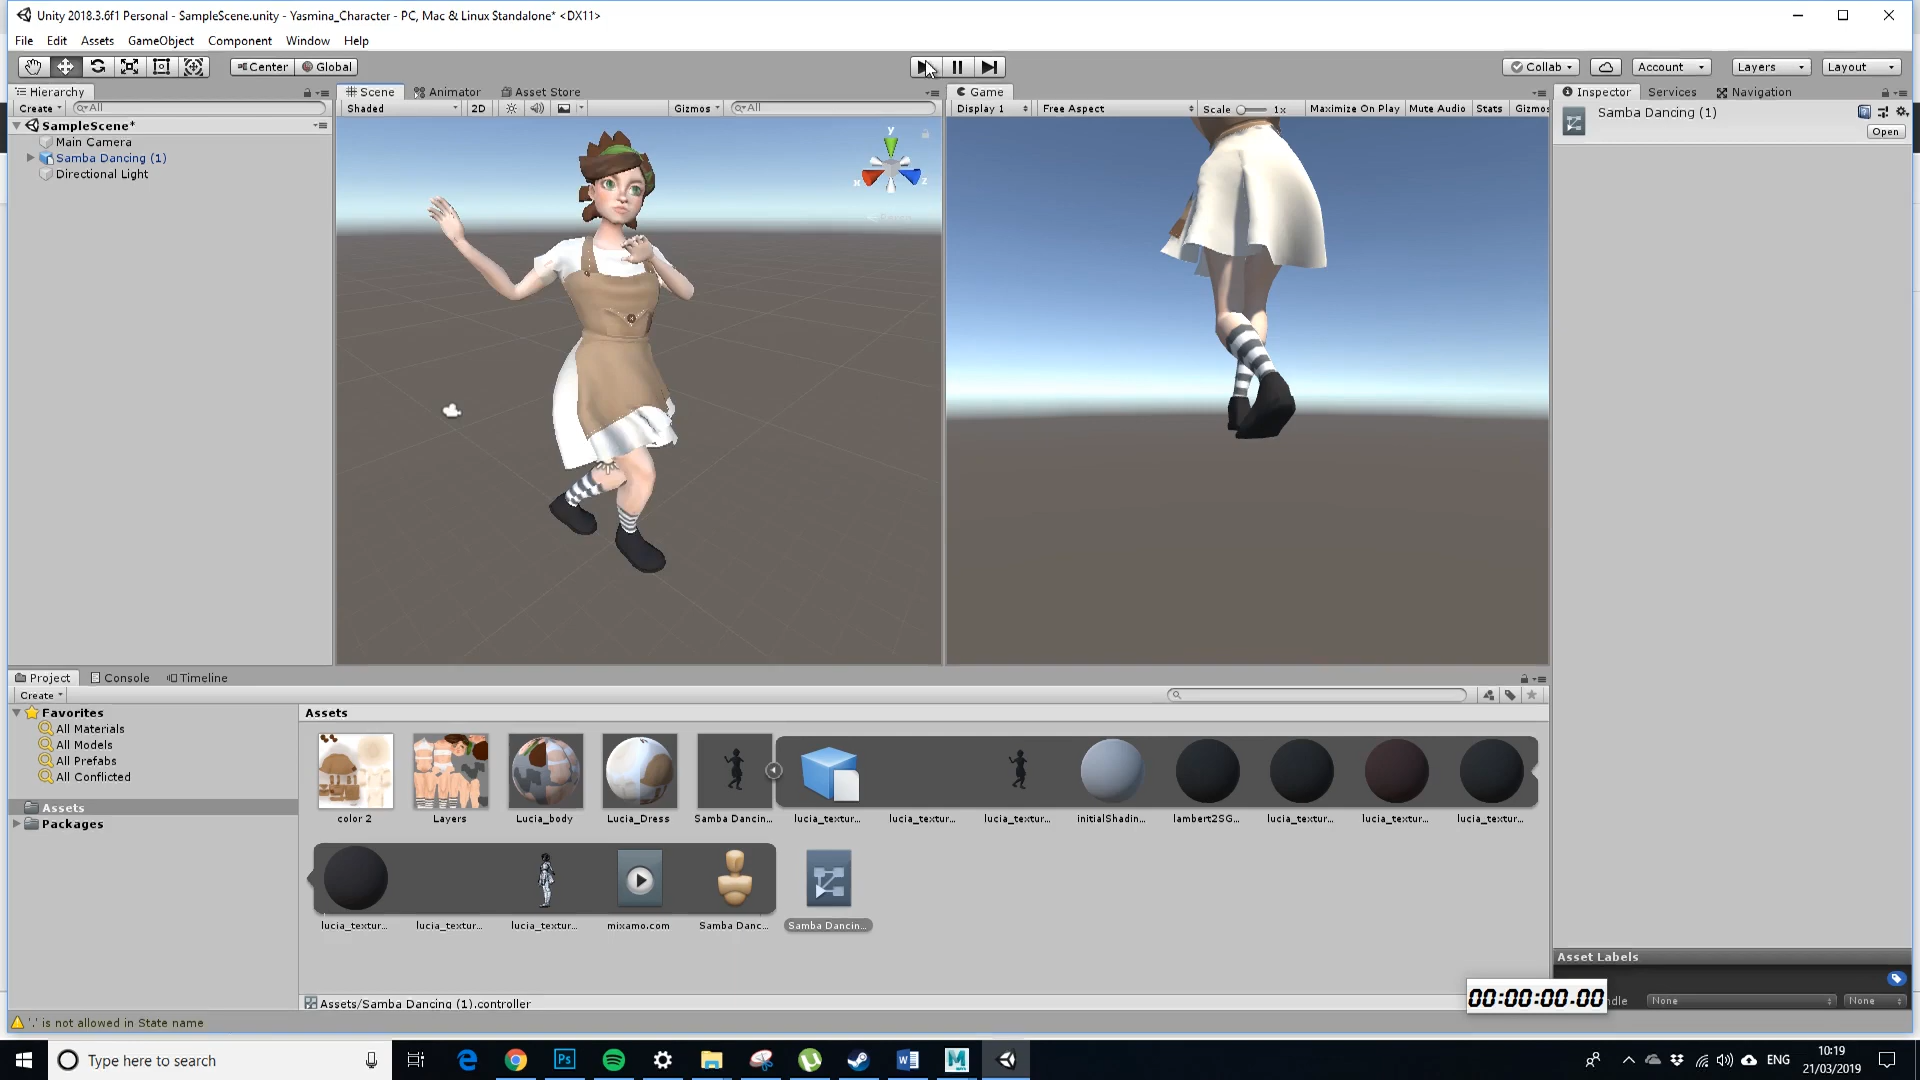 Unity 2018.3.6f1 Personal - SampleScene.unity - Yasmina_Character - PC, Mac & Linux Standalone* <DX11>
File Edit Assets GameObject Component Window Help
Center Global Collab Account Layers Layout
Hierarchy Scene Animator Asset Store Game Inspector Services Navigation
Create All Shaded 2D Gizmos All Display 1 Free Aspect Scale 1x Maximize On Play Mute Audio Stats Gizmos
Samba Dancing (1)
Open
SampleScene*
Main Camera
Samba Dancing (1)
Directional Light
y
x
z
Project Console Timeline
Create
Favorites
All Materials
All Models
All Prefabs
All Conflicted
Assets
Packages
Assets
color 2 Layers Lucia_body Lucia_Dress Samba Dancin... lucia_textur... lucia_textur... lucia_textur... initialShadin... lambert2SG... lucia_textur... lucia_textur... lucia_textur...
lucia_textur... lucia_textur... lucia_textur... mixamo.com Samba Danc... Samba Dancin...
Assets/Samba Dancing (1).controller
Asset Labels
00:00:00.00 ndle None None
'.' is not allowed in State name
Type here to search
Ps
W
M
ENG
10:19
21/03/2019